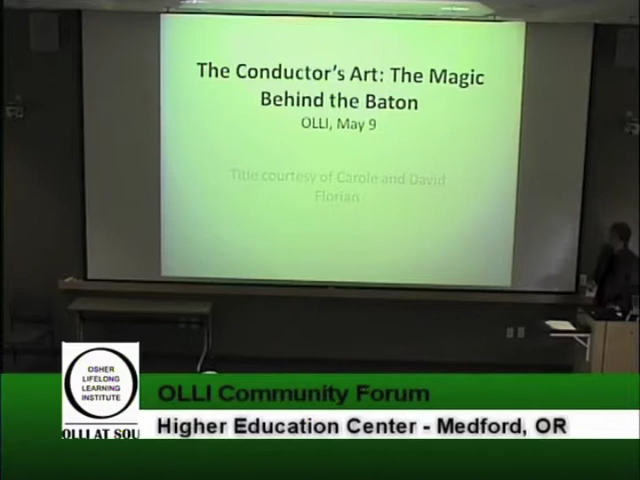 The Conductor's Art: The Magic
Behind the Baton
OLLI, May 9
Title courtesy of Carole and David
Florian
OSHER
LIFELONG
LEARNING
INSTITUTE
OLLI AT SOU
OLLI Community Forum
Higher Education Center - Medford, OR